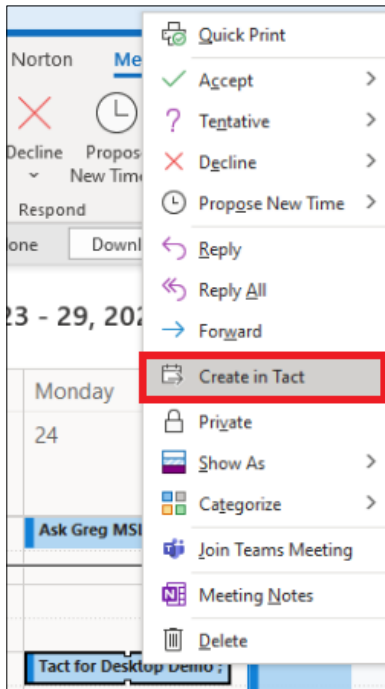 Norton Me
Decline Propos
New Time
Respond
one Downl
23 - 29, 202
Monday
24
Ask Greg MSI
Tact for Desktop Demo ;
Quick Print
Accept
Tentative
Decline
Propose New Time
Reply
Reply All
Forward
Create in Tact
Private
Show As
Categorize
Join Teams Meeting
Meeting Notes
Delete